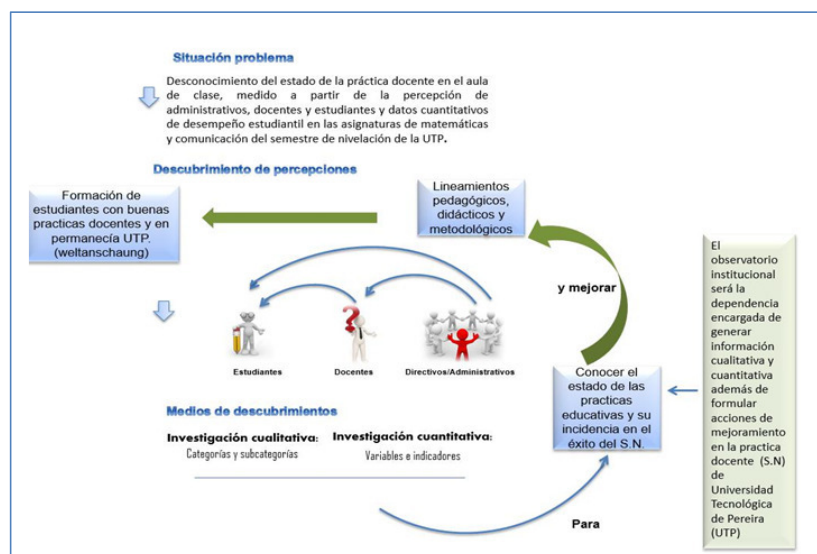 Situación problema
Desconocimiento del estado de la práctica docente en el aula
de clase, medido a partir de la percepción de
administrativos, docentes y estudiantes y datos cuantitativos
de desempeño estudiantil en las asignaturas de matemáticas
y comunicación del semestre de nivelación de la UTP.
Descubrimiento de percepciones
Formación de
estudiantes con buenas
practicas docentes y en
permanecía UTP.
(weltanschaung)
Lineamientos
pedagógicos,
didácticos y
metodológicos
y mejorar
El
observatorio
institucional
será la
dependencia
encargada de
generar
información
cualitativa y
cuantitativa
además de
formular
acciones de
mejoramiento
en la practica
docente (S.N)
de
Universidad
Tecnológica
de Pereira
(UTP)
Estudiantes
Docentes
Directivos/Administrativos
Conocer el
estado de las
practicas
educativas y su
incidencia en el
éxito del S.N.
Medios de descubrimientos
Investigación cualitativa:
Categorías y subcategorías
Investigación cuantitativa:
Variables e indicadores
Para